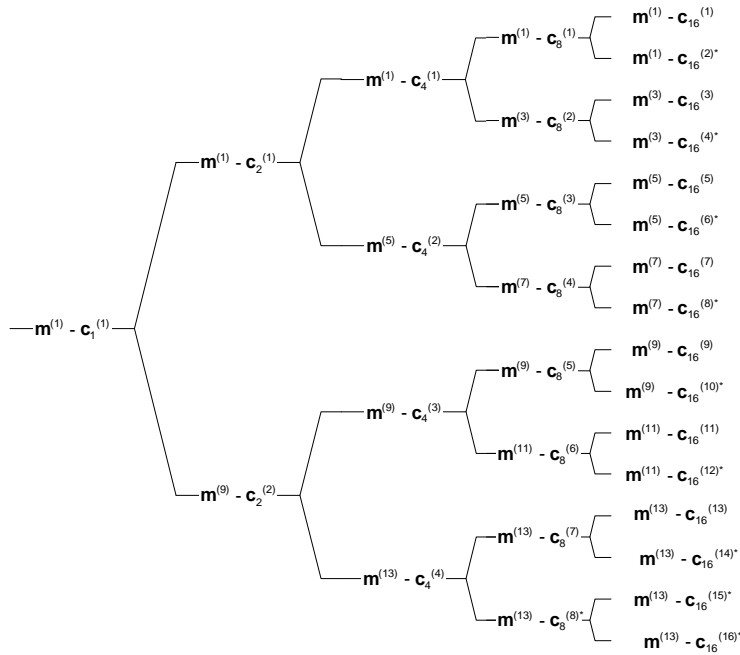 m(1) - c1(1)
m(1) - c2(1)
m(9) - c2(2)
m(1) - c4(1)
m(5) - c4(2)
m(9) - c4(3)
m(13) - c4(4)
m(1) - c8(1)
m(3) - c8(2)
m(5) - c8(3)
m(7) - c8(4)
m(9) - c8(5)
m(11) - c8(6)
m(13) - c8(7)
m(13) - c8(8)*
m(1) - c16(1)
m(1) - c16(2)*
m(3) - c16(3)
m(3) - c16(4)*
m(5) - c16(5)
m(5) - c16(6)*
m(7) - c16(7)
m(7) - c16(8)*
m(9) - c16(9)
m(9) - c16(10)*
m(11) - c16(11)
m(11) - c16(12)*
m(13) - c16(13)
m(13) - c16(14)*
m(13) - c16(15)*
m(13) - c16(16)*